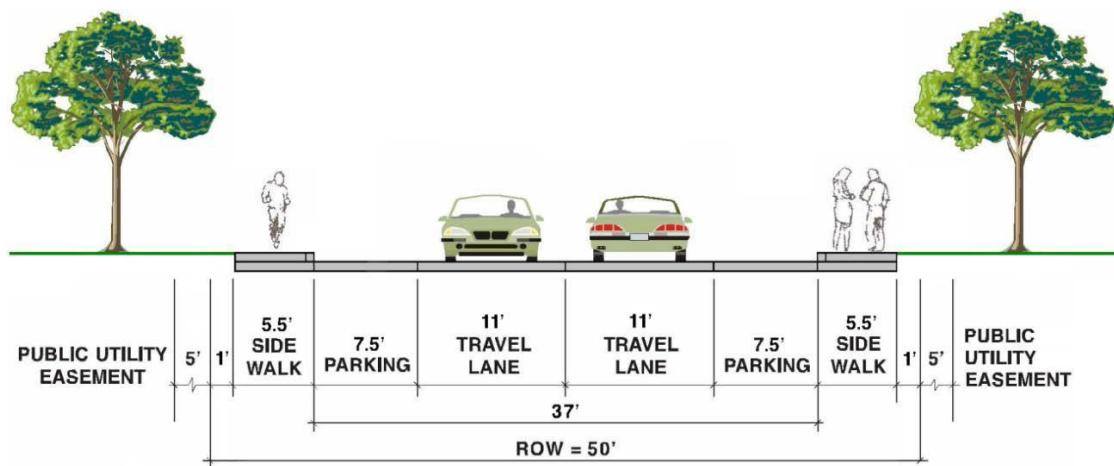 PUBLIC UTILITY
EASEMENT
5'
1'
5.5'
SIDE
WALK
7.5'
PARKING
11'
TRAVEL
LANE
11'
TRAVEL
LANE
7.5'
PARKING
5.5'
SIDE
WALK
1'
5'
PUBLIC
UTILITY
EASEMENT
37'
ROW = 50'